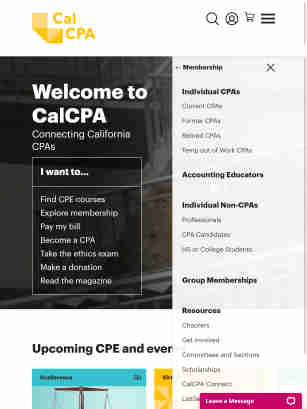 Cal
CPA
← Membership
Welcome to
CalCPA
Connecting California
CPAs
I want to...
Find CPE courses
Explore membership
Pay my bill
Become a CPA
Take the ethics exam
Make a donation
Read the magazine
Individual CPAs
Current CPAs
Former CPAs
Retired CPAs
Temp out of Work CPAs
Accounting Educators
Individual Non-CPAs
Professionals
CPA Candidates
HS or College Students
Group Memberships
Resources
Chapters
Get Involved
Committees and Sections
Scholarships
CalCPA Connect
Upcoming CPE and even
Conference
Leave a Message